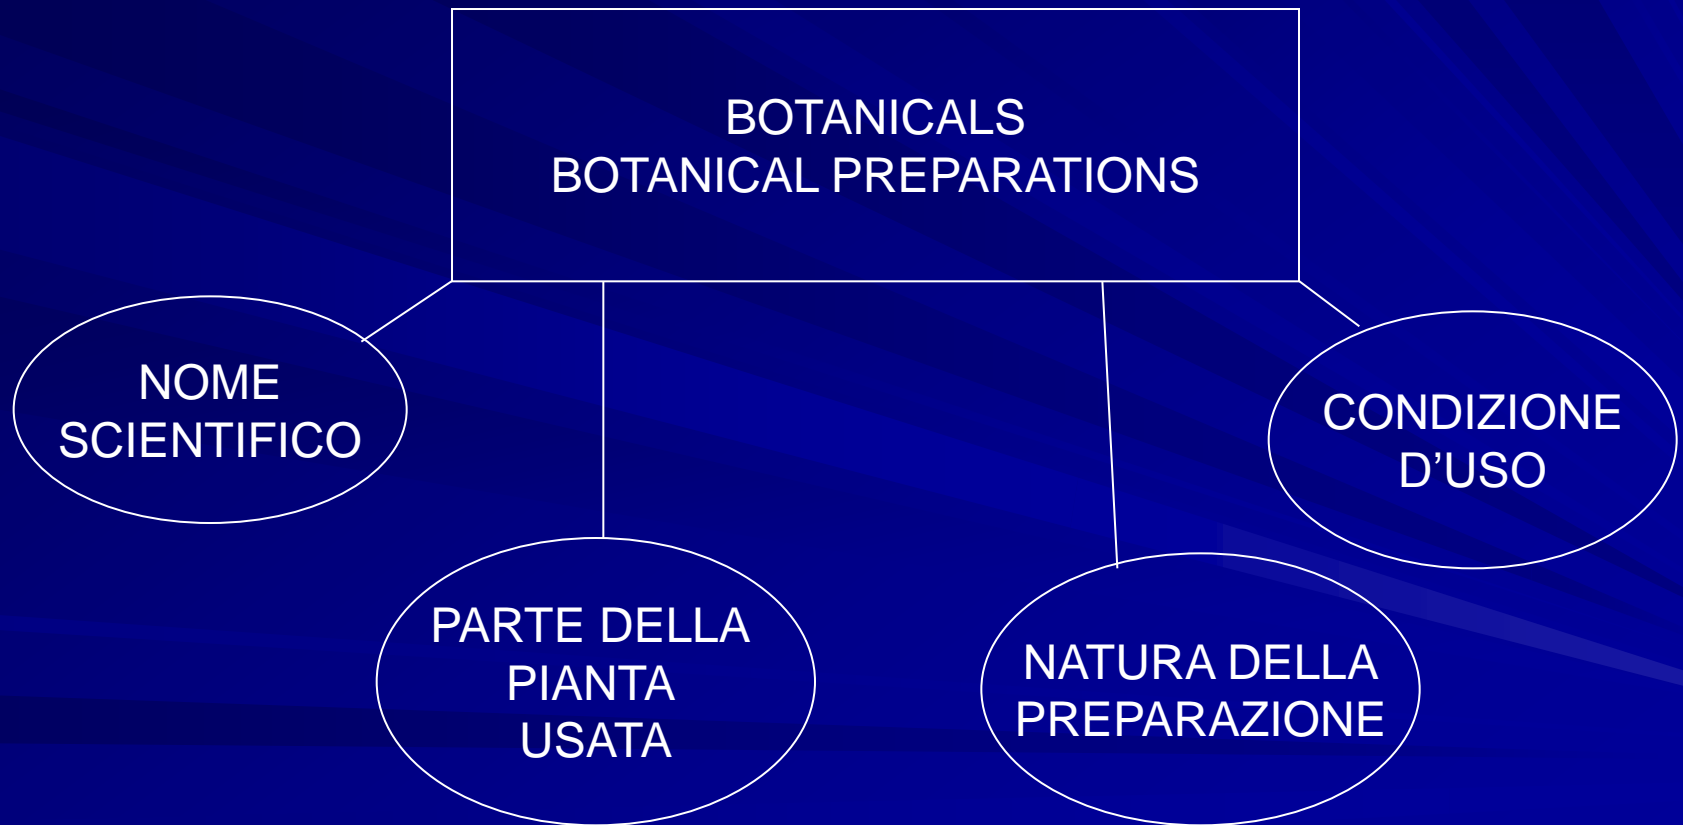 BOTANICALS
BOTANICAL PREPARATIONS
NOME
SCIENTIFICO
PARTE DELLA
PIANTA
USATA
NATURA DELLA
PREPARAZIONE
CONDIZIONE
D’USO